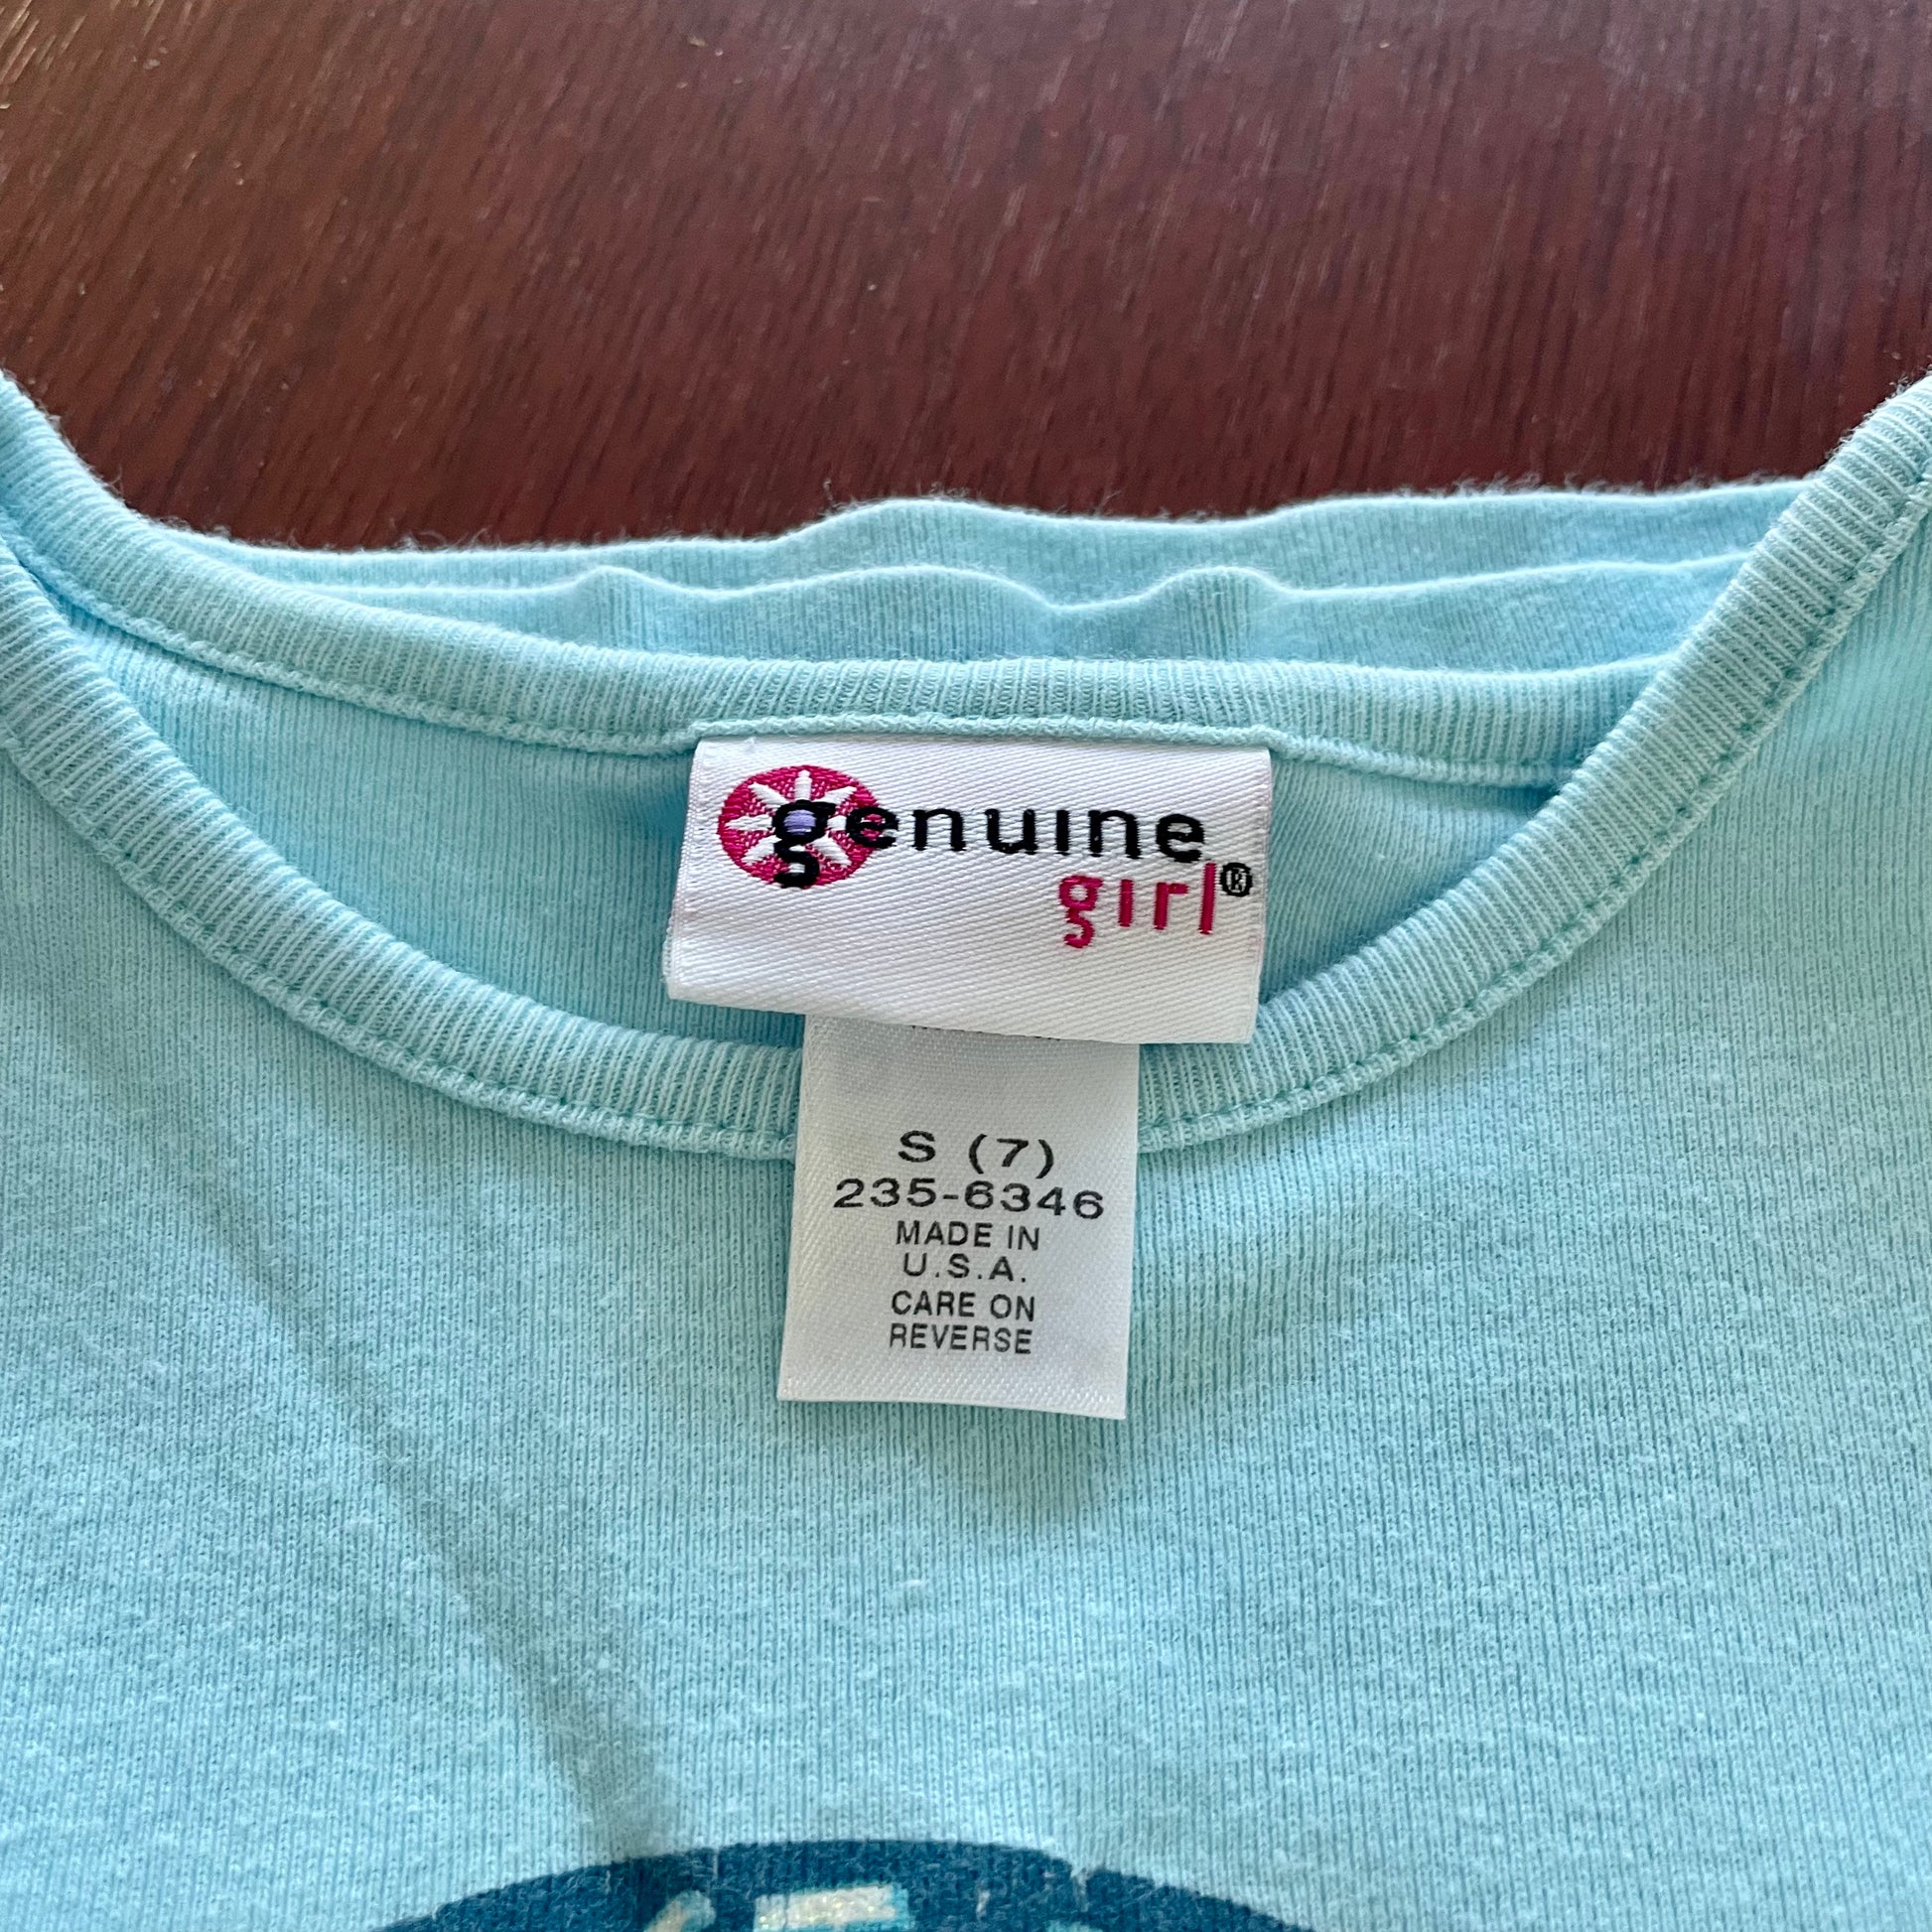 genuine
girl®
S (7)
235-6346
MADE IN
U.S.A.
CARE ON
REVERSE